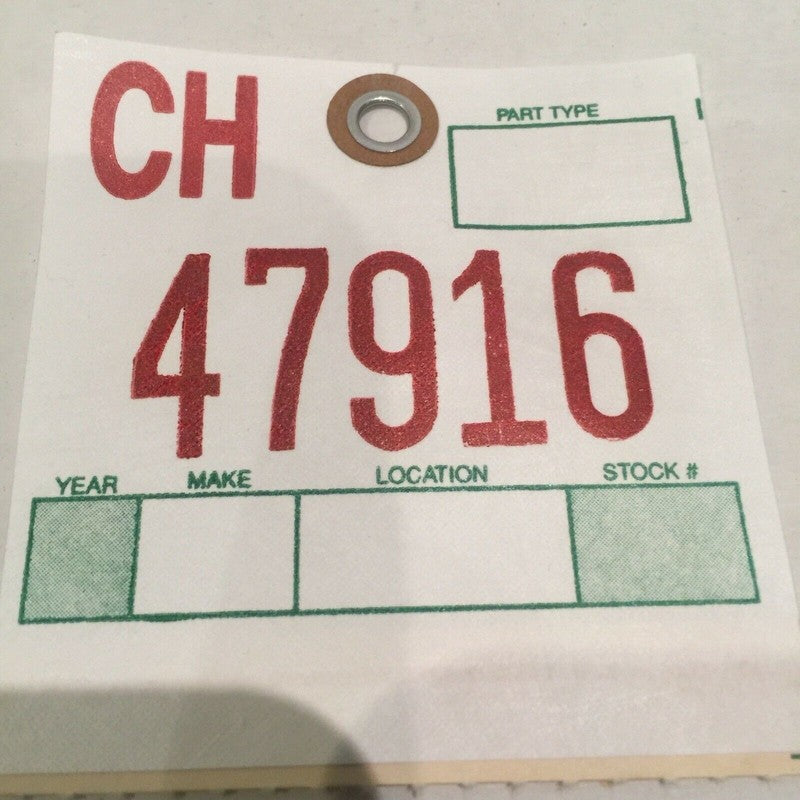 CH
PART TYPE
47916
YEAR MAKE LOCATION STOCK #